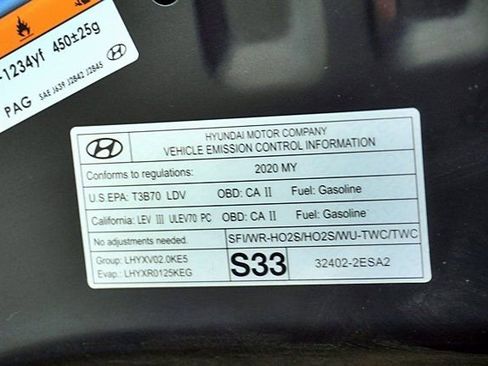 -1234yf 450±25g
PAG SAE J639 J2842 J2845
HYUNDAI MOTOR COMPANY
VEHICLE EMISSION CONTROL INFORMATION
Conforms to regulations: 2020 MY
U.S.EPA: T3B70 LDV OBD: CA II Fuel: Gasoline
California: LEV III ULEV70 PC OBD: CA II Fuel: Gasoline
No adjustments needed. SFI/WR-HO2S/HO2S/WU-TWC/TWC
Group: LHYXV02.0KE5
Evap.: LHYXR0125KEG
S33
32402-2ESA2